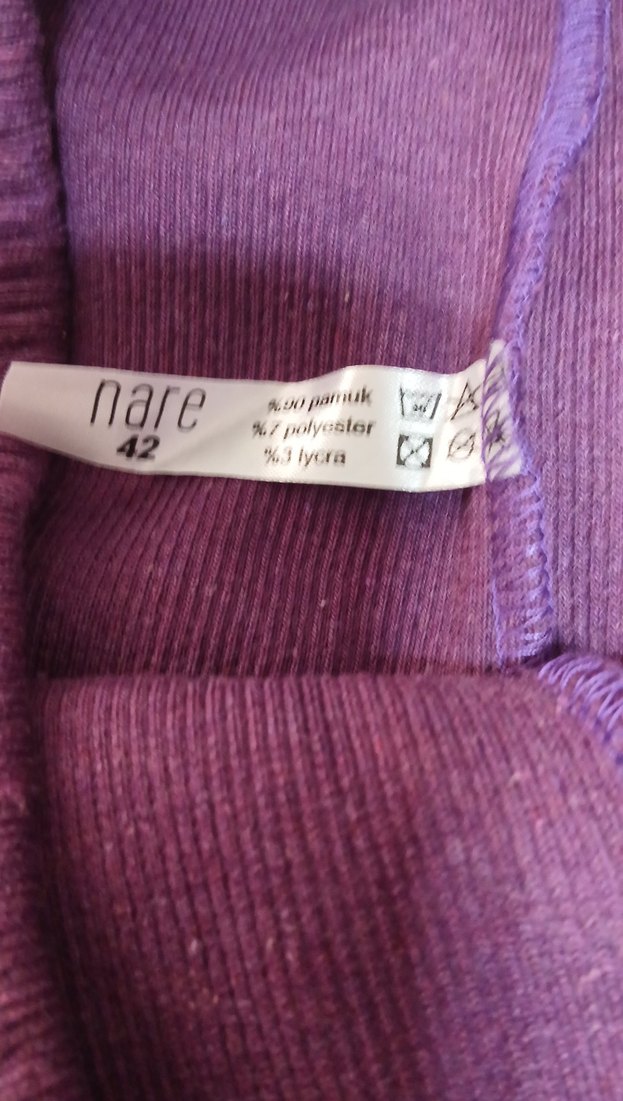 nare
42
%90 pamuk
%7 polyester
%3 lycra